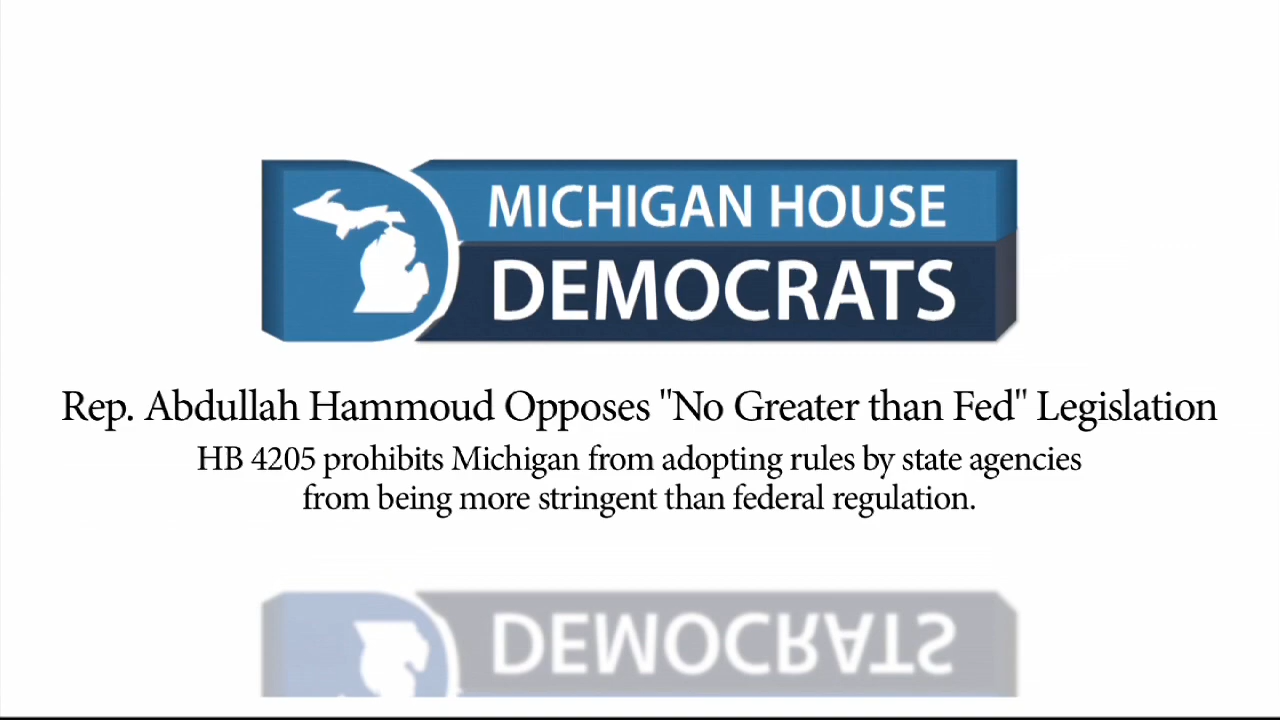 MICHIGAN HOUSE
DEMOCRATS
Rep. Abdullah Hammoud Opposes "No Greater than Fed" Legislation
HB 4205 prohibits Michigan from adopting rules by state agencies
from being more stringent than federal regulation.
DEMOCRATS